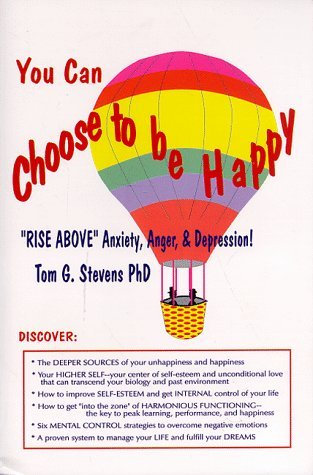 You Can
Choose to be Happy
"RISE ABOVE" Anxiety, Anger, & Depression!
Tom G. Stevens PhD
DISCOVER:
* The DEEPER SOURCES of your unhappiness and happiness
* Your HIGHER SELF--your center of self-esteem and unconditional love
that can transcend your biology and past environment
* How to improve SELF-ESTEEM and get INTERNAL control of your life
* How to get "into the zone" of HARMONIOUS FUNCTIONING--
the key to peak learning, performance, and happiness
* Six MENTAL CONTROL strategies to overcome negative emotions
* A proven system to manage your LIFE and fulfill your DREAMS